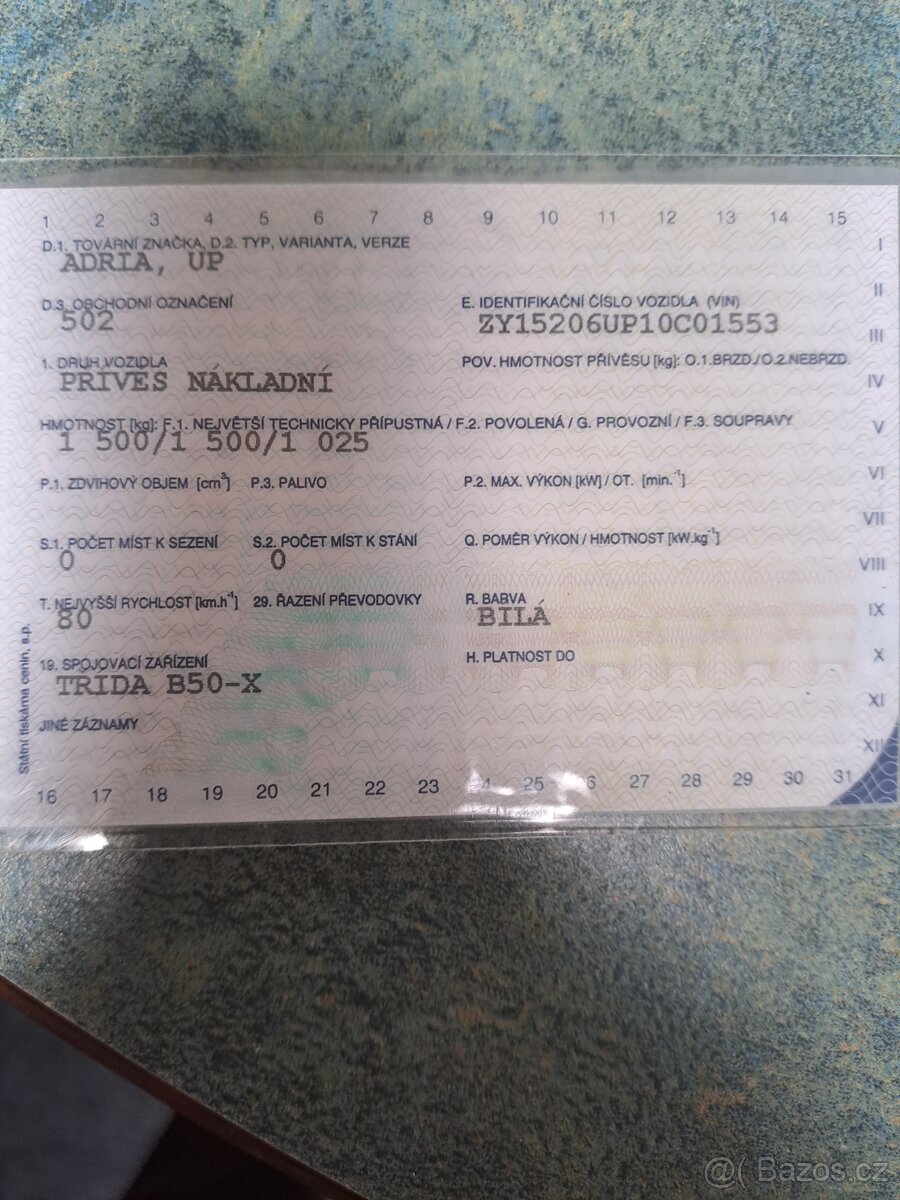 1 2 3 4 5 6 7 8 9 10 11 12 13 14 15
D.1. TOVÁRNÍ ZNAČKA, D.2. TYP, VARIANTA, VERZE I
ADRIA, UP
D.3. OBCHODNÍ OZNAČENÍ E. IDENTIFIKAČNÍ ČÍSLO VOZIDLA (VIN) II
502 ZY15206UP10C01553 III
1. DRUH VOZIDLA POV. HMOTNOST PŘÍVĚSU [kg]: O.1.BRZD./O.2.NEBRZD.
PŘÍVĚS NÁKLADNÍ IV
HMOTNOST [kg]: F.1. NEJVĚTŠÍ TECHNICKY PŘÍPUSTNÁ / F.2. POVOLENÁ / G. PROVOZNÍ / F.3. SOUPRAVY V
1 500/1 500/1 025
P.1. ZDVIHOVÝ OBJEM [cm³] P.3. PALIVO P.2. MAX. VÝKON [kW] / OT. [min.⁻¹] VI
VII
S.1. POČET MÍST K SEZENÍ S.2. POČET MÍST K STÁNÍ Q. POMĚR VÝKON / HMOTNOST [kW.kg⁻¹]
0 0 VIII
T. NEJVYŠŠÍ RYCHLOST [km.h⁻¹] 29. ŘAZENÍ PŘEVODOVKY R. BARVA IX
80 BÍLÁ
19. SPOJOVACÍ ZAŘÍZENÍ H. PLATNOST DO X
TŘÍDA B50-X XI
JINÉ ZÁZNAMY XII
16 17 18 19 20 21 22 23 24 25 26 27 28 29 30 31
Státní tiskárna cenin, s.p.
@( Bazos.cz